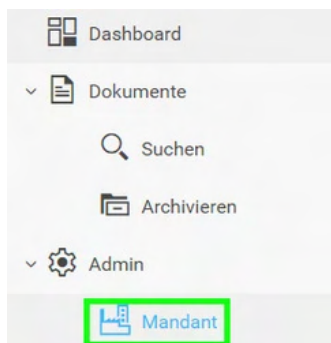 Dashboard
Dokumente
Suchen
Archivieren
Admin
Mandant